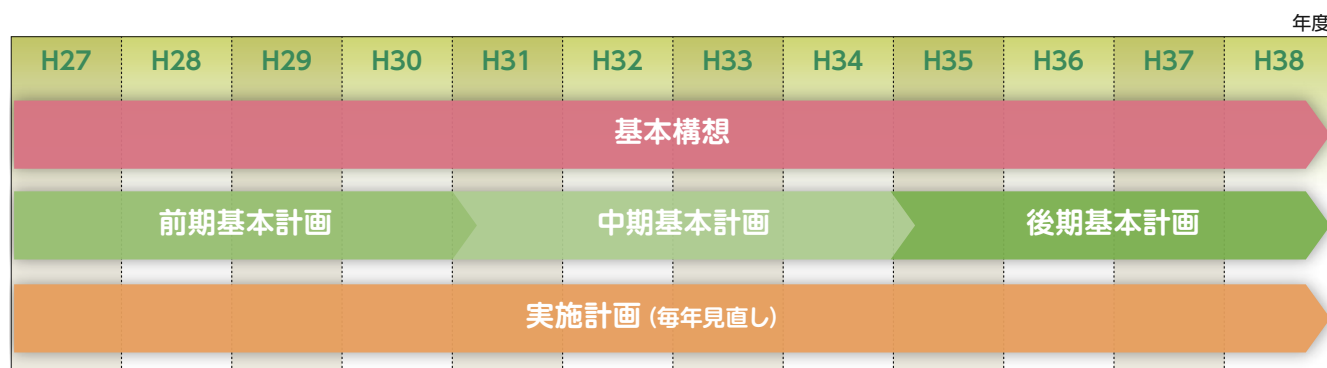 年度
H27 H28 H29 H30 H31 H32 H33 H34 H35 H36 H37 H38
基本構想
前期基本計画 中期基本計画 後期基本計画
実施計画（毎年見直し）